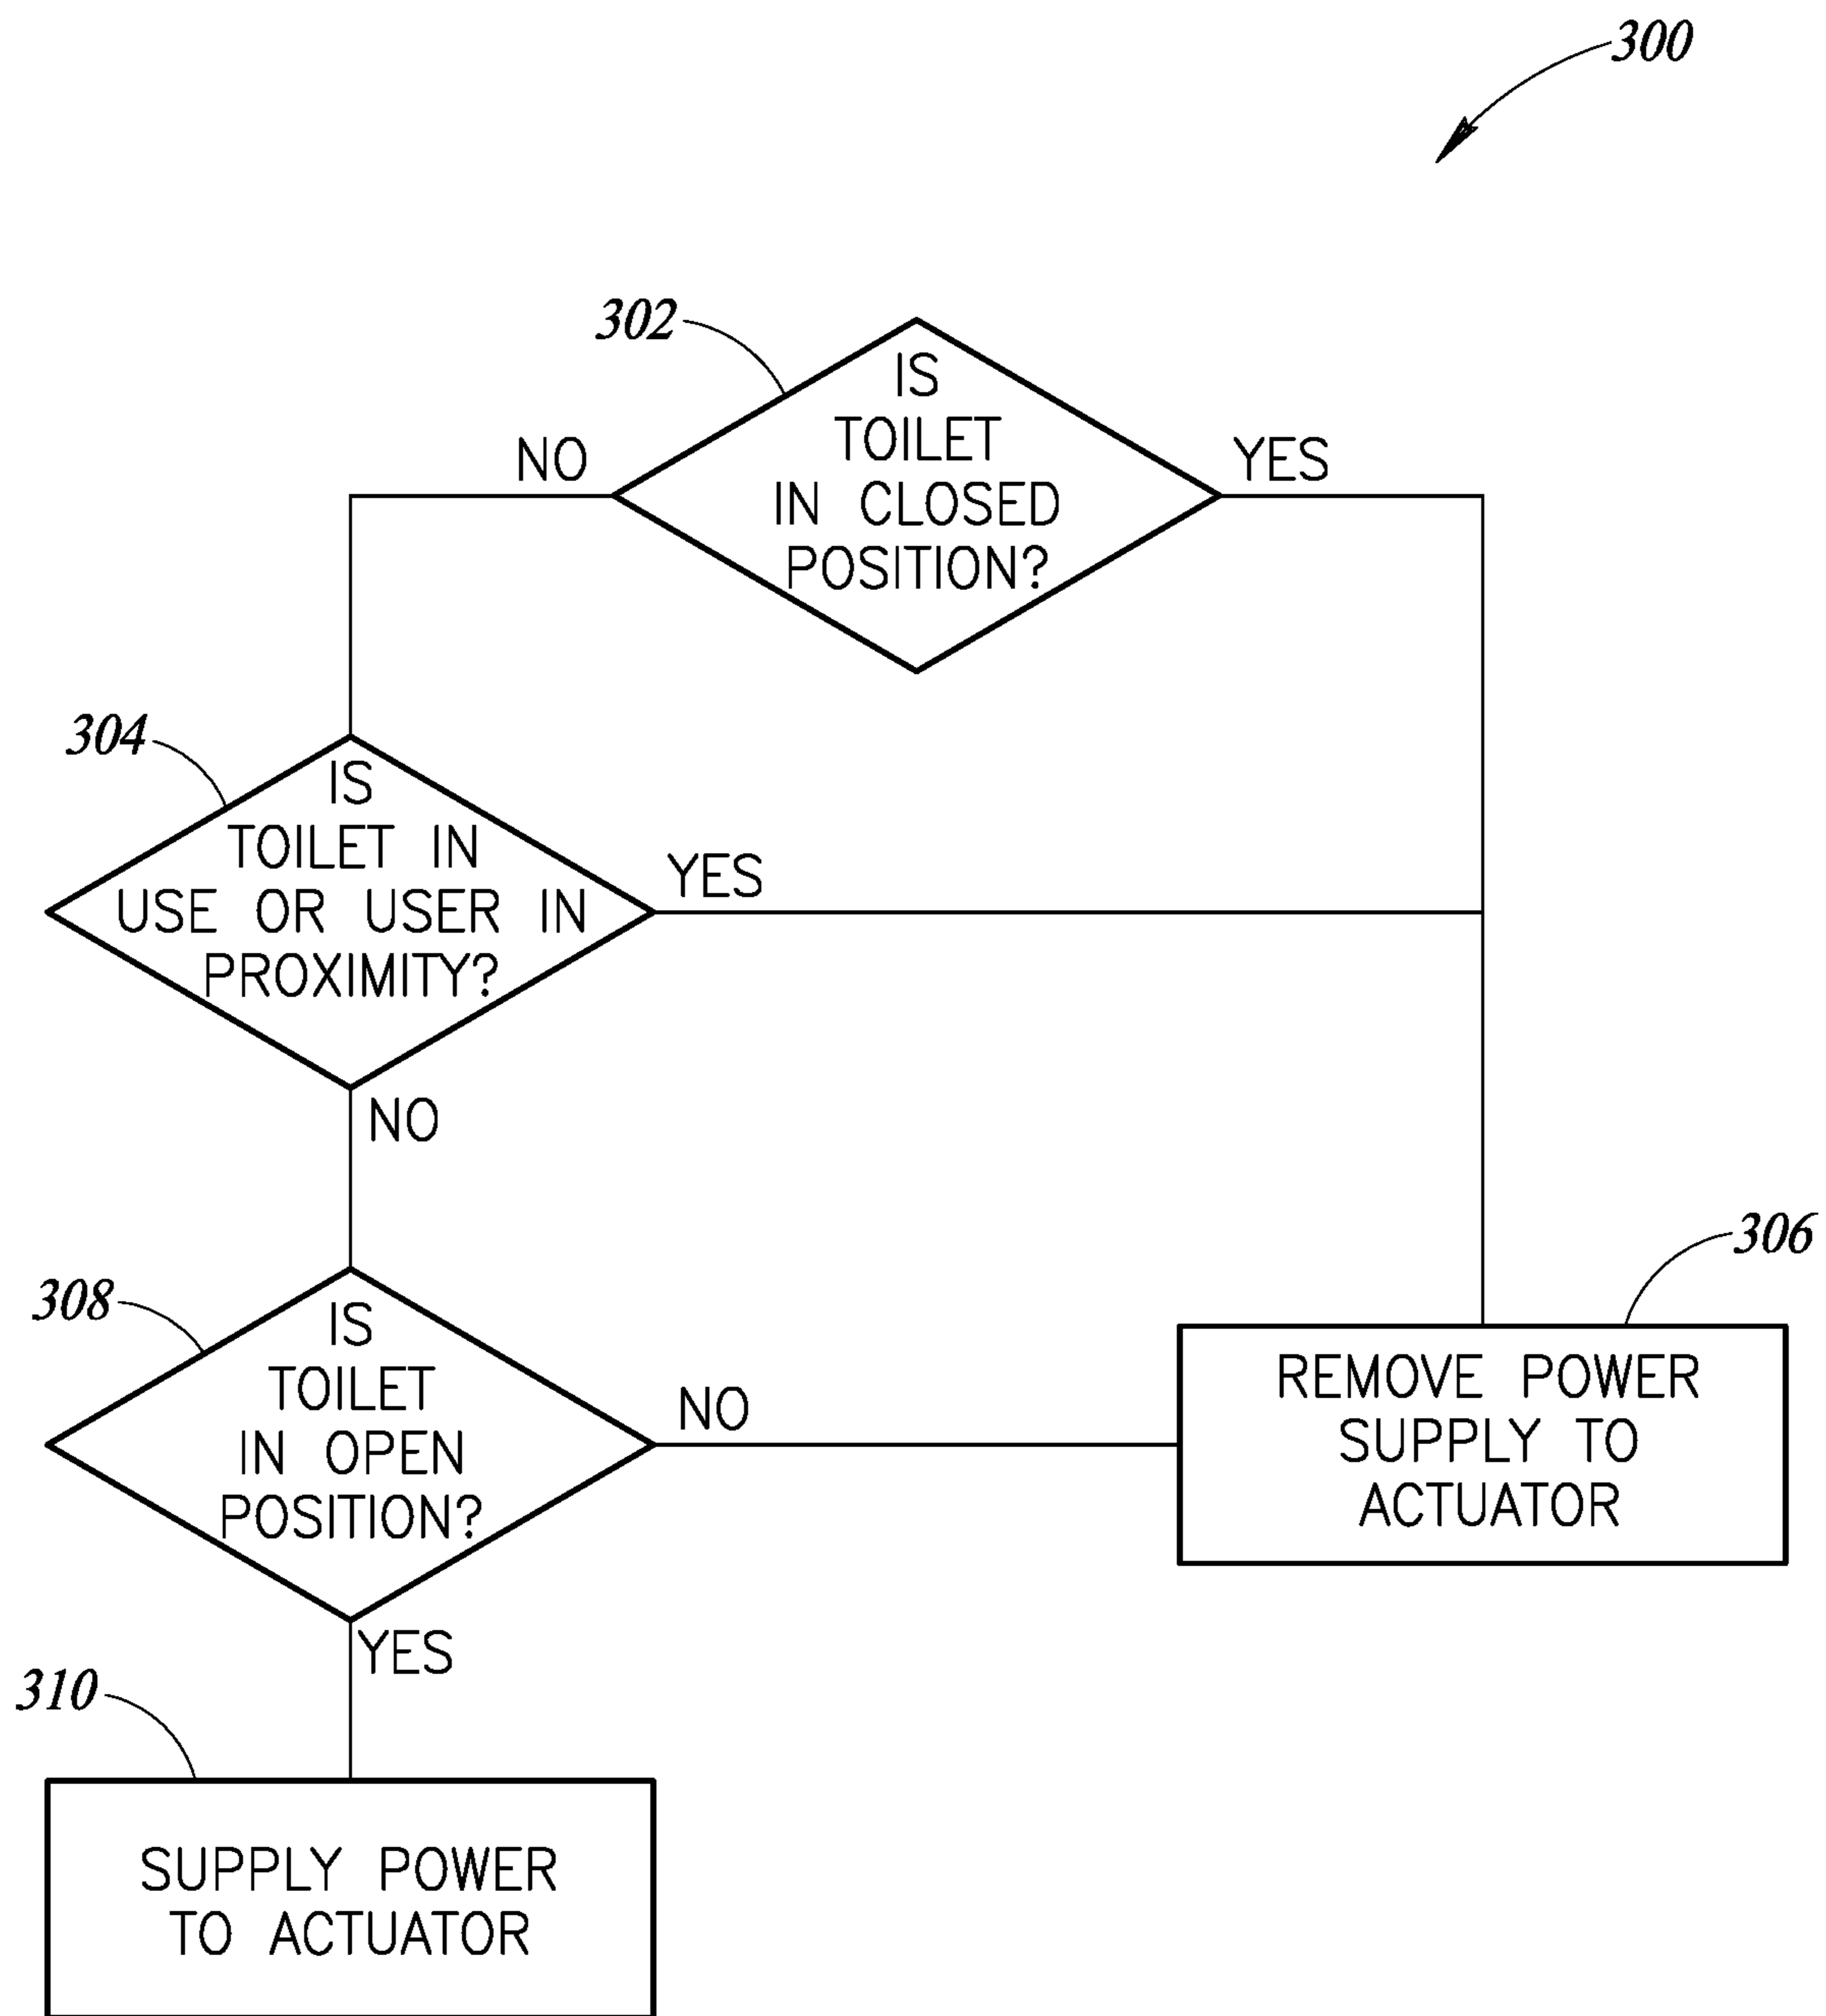 300
302
IS
TOILET
IN CLOSED
POSITION?
NO
YES
304
IS
TOILET IN
USE OR USER IN
PROXIMITY?
YES
NO
306
REMOVE POWER
SUPPLY TO
ACTUATOR
308
IS
TOILET
IN OPEN
POSITION?
NO
YES
310
SUPPLY POWER
TO ACTUATOR